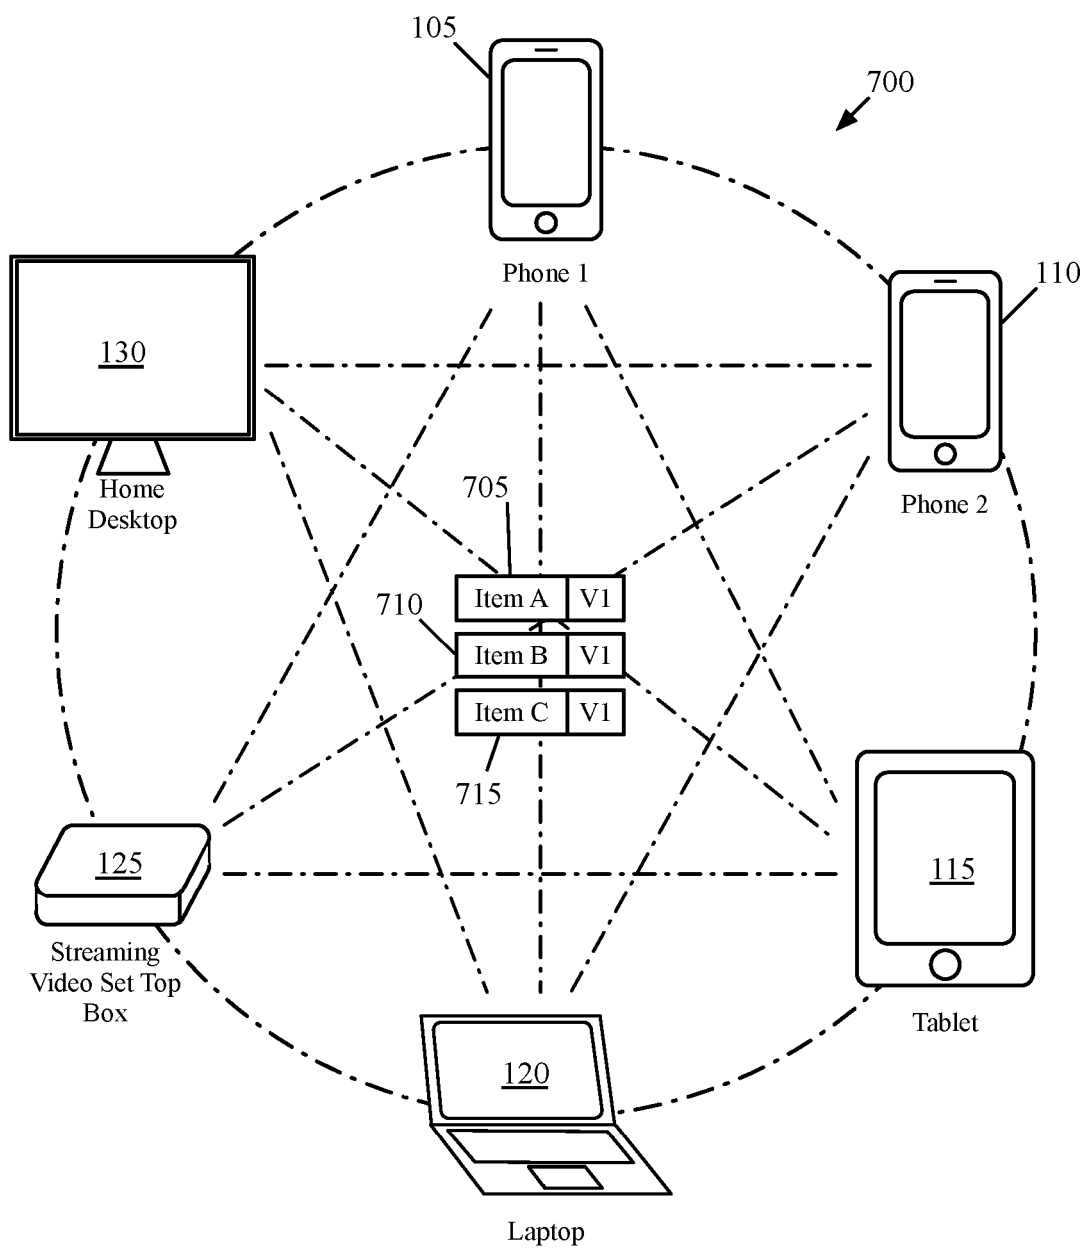 105
700
Phone 1
110
130
Home
Desktop
Phone 2
705
Item A V1
710
Item B V1
Item C V1
715
125
115
Streaming
Video Set Top
Box
Tablet
120
Laptop